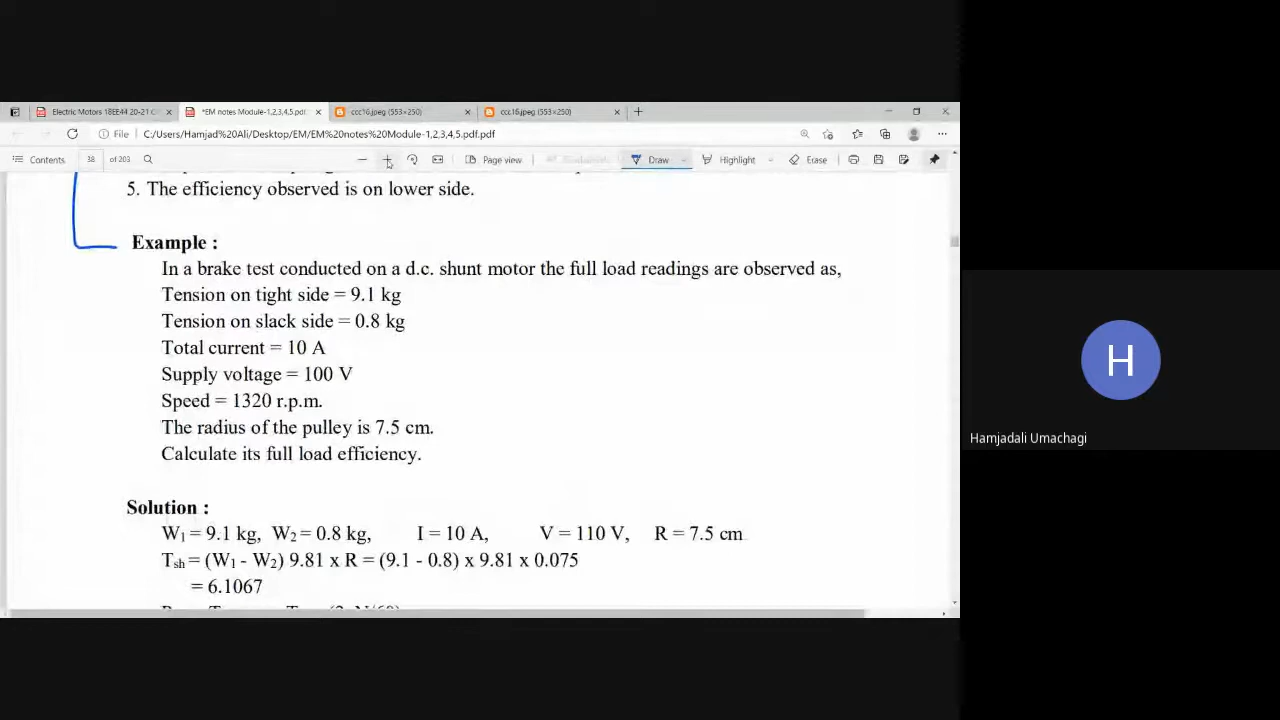 Electric Motors 18EE44 20-21
*EM notes Module-1,2,3,4,5.pdf.
ccc16.jpeg (553×250)
ccc16.jpeg (553×250)
File
C:/Users/Hamjad%20Ali/Desktop/EM/EM%20notes%20Module-1,2,3,4,5.pdf.pdf
Contents
38 of 203
Page view
Draw
Highlight
Erase
5. The efficiency observed is on lower side.
Example :
In a brake test conducted on a d.c. shunt motor the full load readings are observed as,
Tension on tight side = 9.1 kg
Tension on slack side = 0.8 kg
Total current = 10 A
Supply voltage = 100 V
Speed = 1320 r.p.m.
The radius of the pulley is 7.5 cm.
Calculate its full load efficiency.
Solution :
W1 = 9.1 kg, W2 = 0.8 kg, I = 10 A, V = 110 V, R = 7.5 cm
Tsh = (W1 - W2) 9.81 x R = (9.1 - 0.8) x 9.81 x 0.075
= 6.1067
H
Hamjadali Umachagi